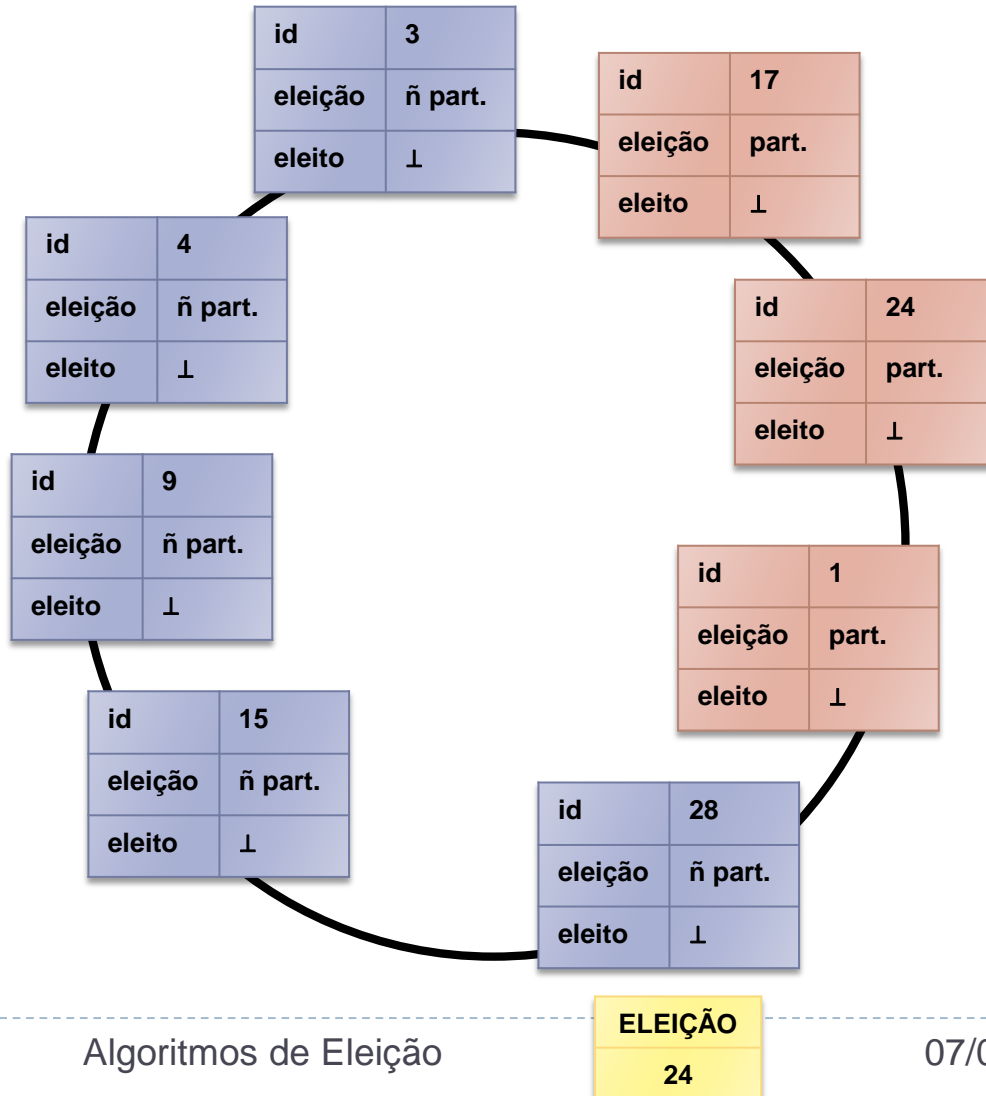 id 3
eleição ñ part.
eleito ⊥
id 17
eleição part.
eleito ⊥
id 4
eleição ñ part.
eleito ⊥
id 24
eleição part.
eleito ⊥
id 9
eleição ñ part.
eleito ⊥
id 1
eleição part.
eleito ⊥
id 15
eleição ñ part.
eleito ⊥
id 28
eleição ñ part.
eleito ⊥
ELEIÇÃO
24
Algoritmos de Eleição